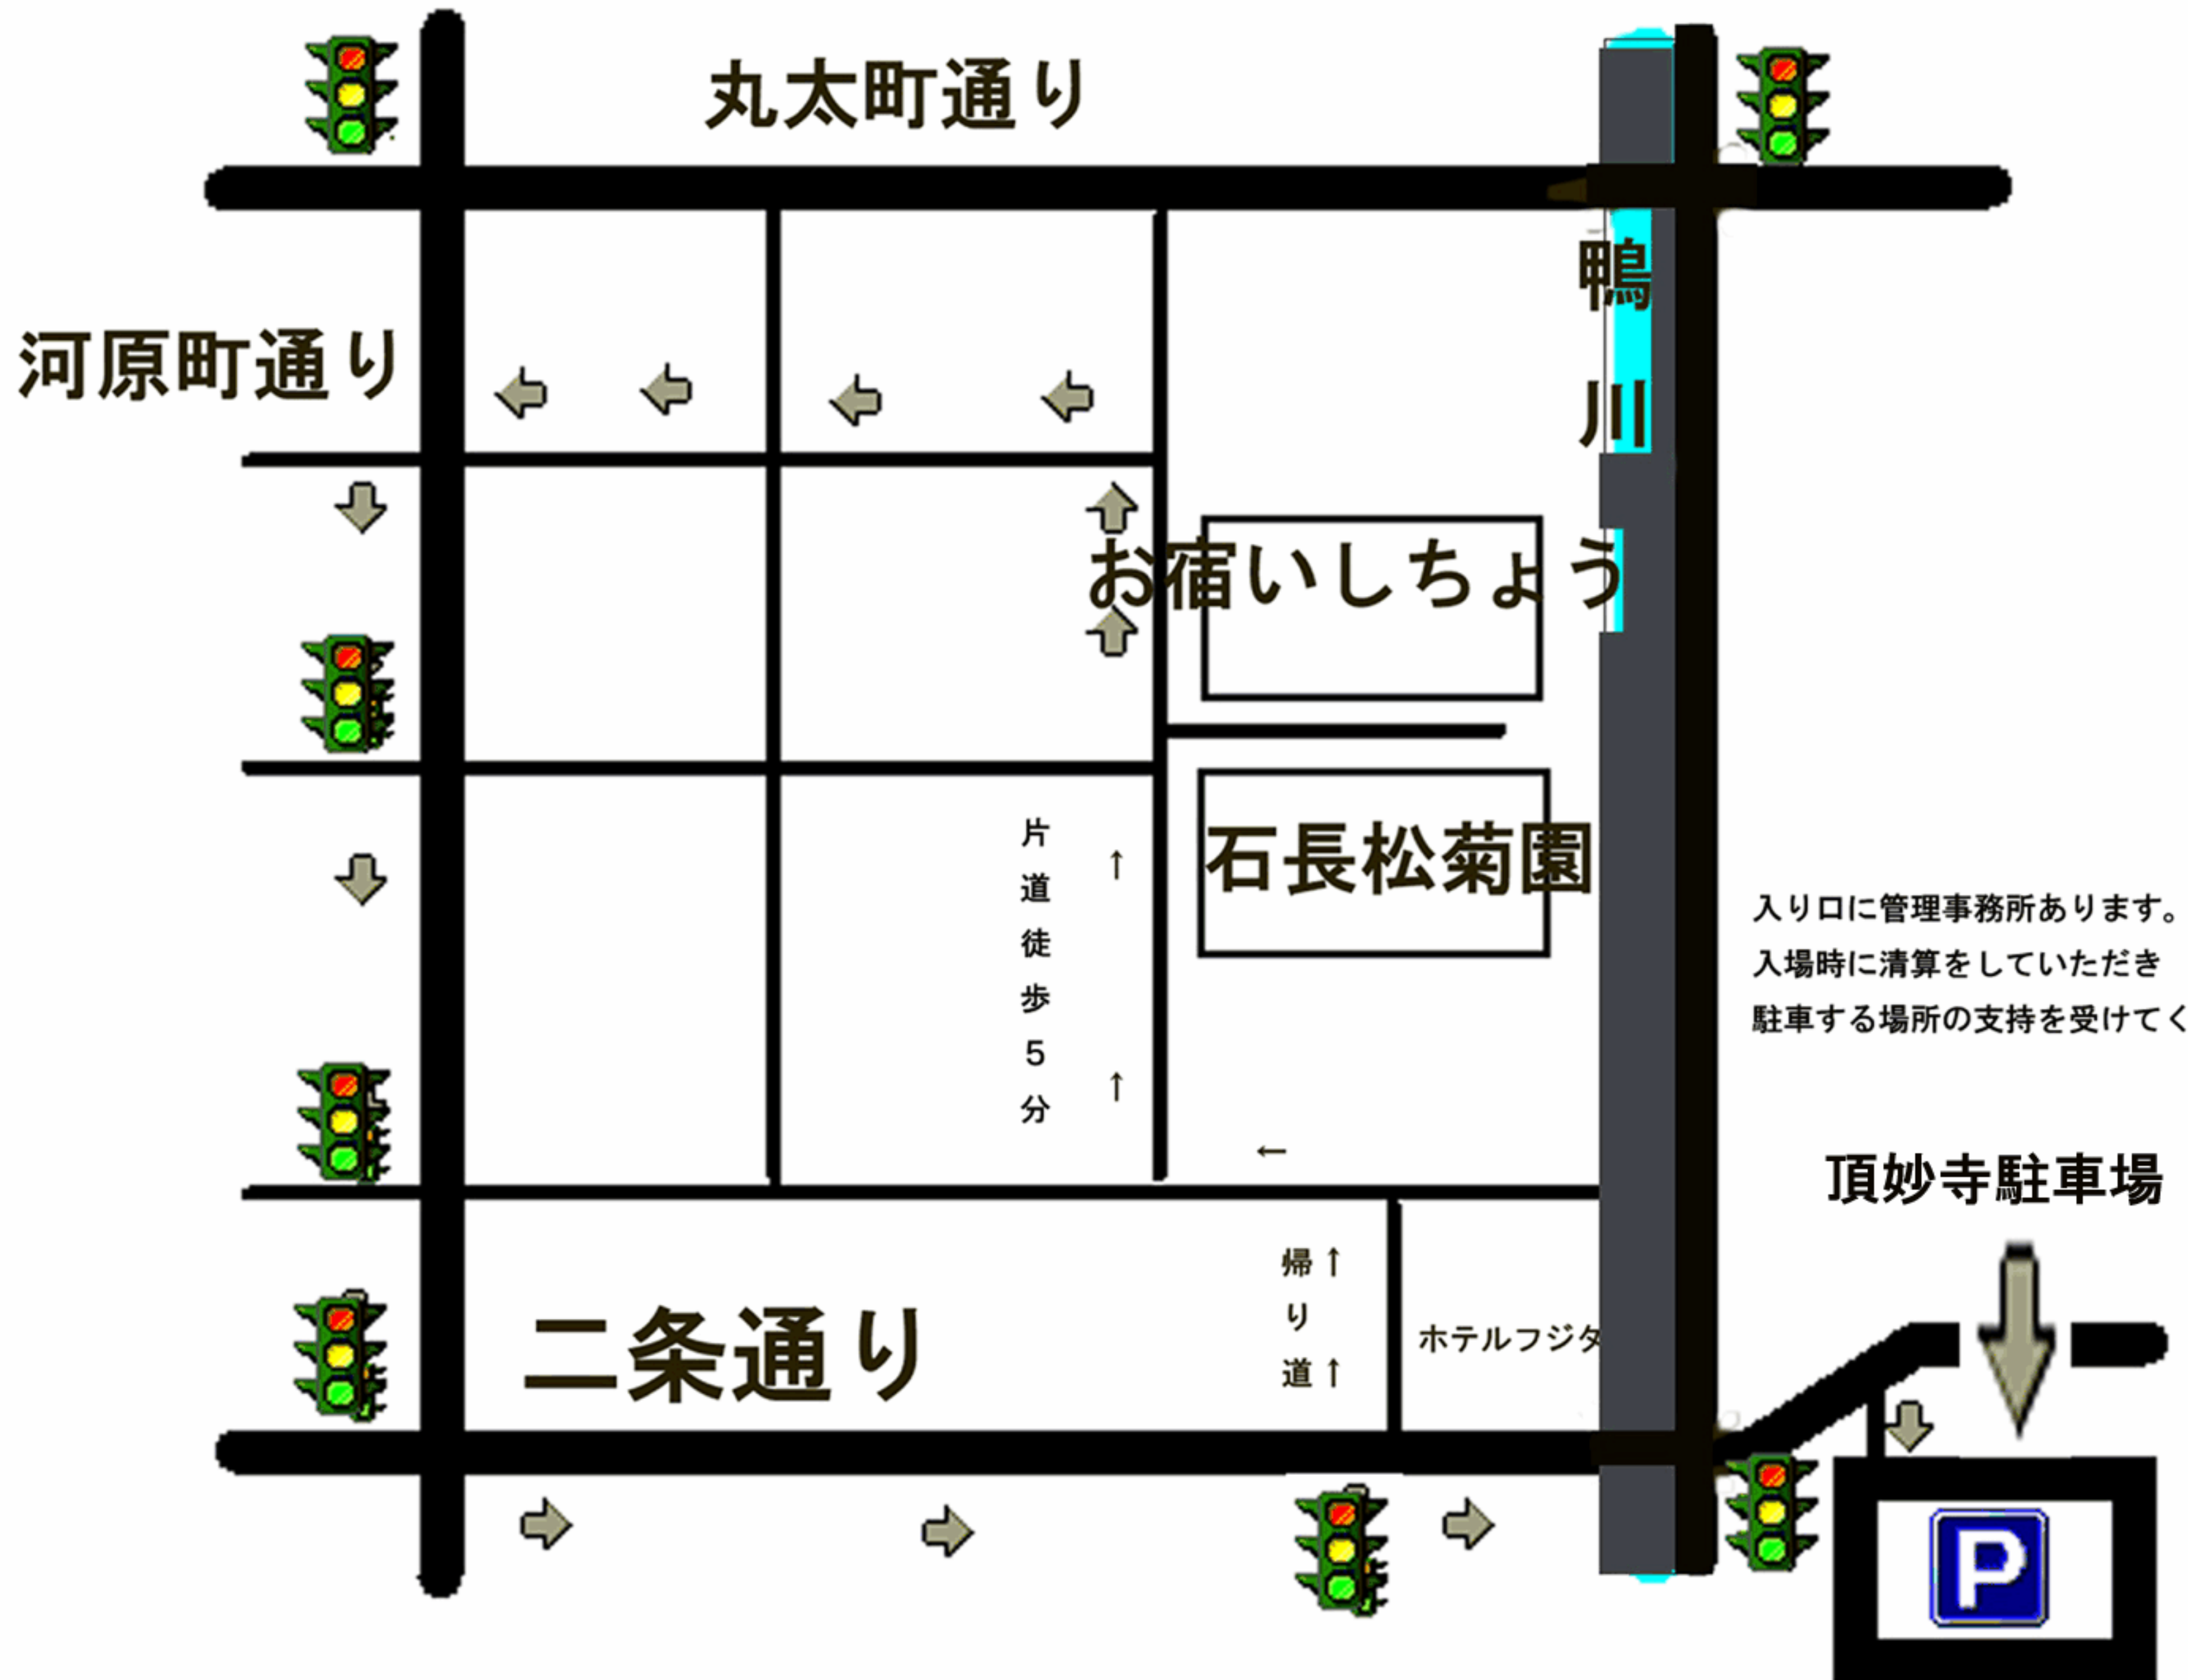 丸太町通り
河原町通り
鴨川
お宿いしちょう
石長松菊園
片道徒歩5分
↑
↑
←
入り口に管理事務所あります。
入場時に清算をしていただき
駐車する場所の支持を受けてく
頂妙寺駐車場
帰り道
↑
↑
ホテルフジタ
二条通り
P